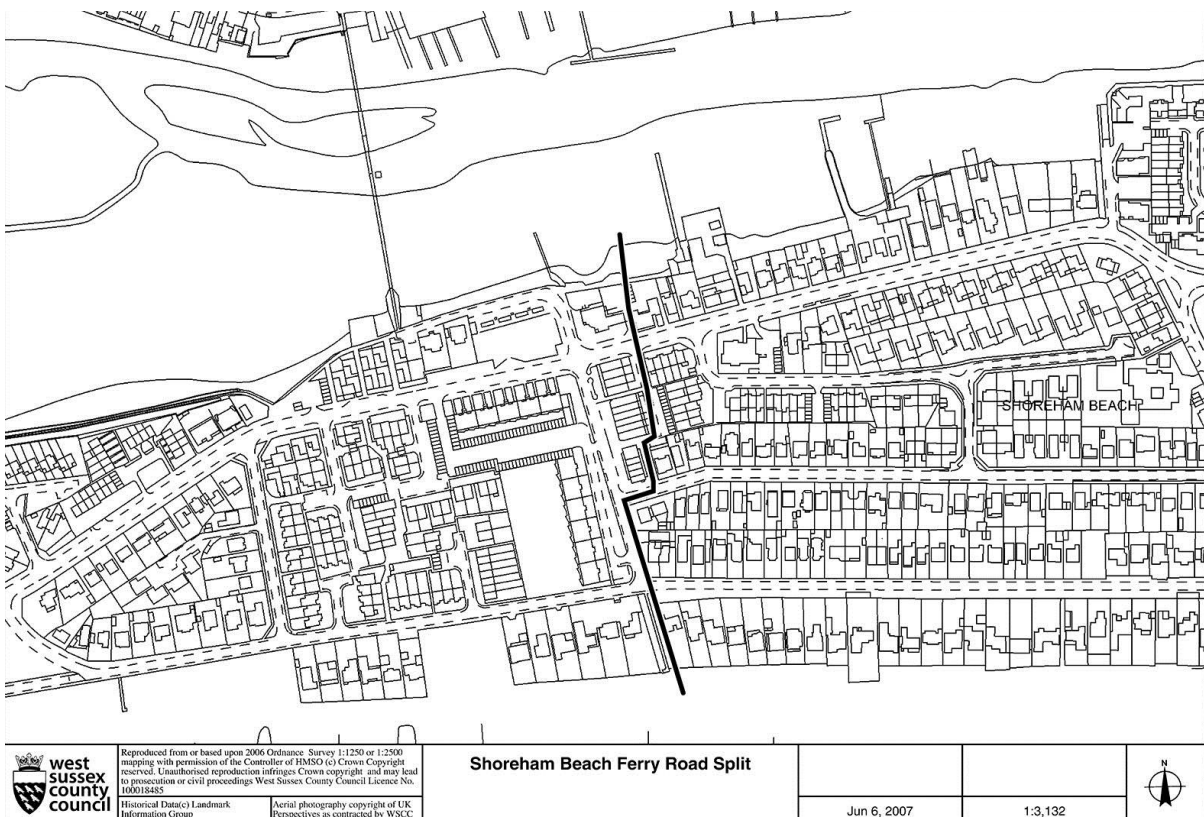 SHOREHAM BEACH
west
sussex
county
council
Reproduced from or based upon 2006 Ordnance Survey 1:1250 or 1:2500
mapping with permission of the Controller of HMSO (c) Crown Copyright
reserved. Unauthorised reproduction infringes Crown copyright and may lead
to prosecution or civil proceedings West Sussex County Council Licence No.
100018485
Historical Data(c) Landmark
Information Group
Aerial photography copyright of UK
Perspectives as contracted by WSCC
Shoreham Beach Ferry Road Split
Jun 6, 2007
1:3,132
N